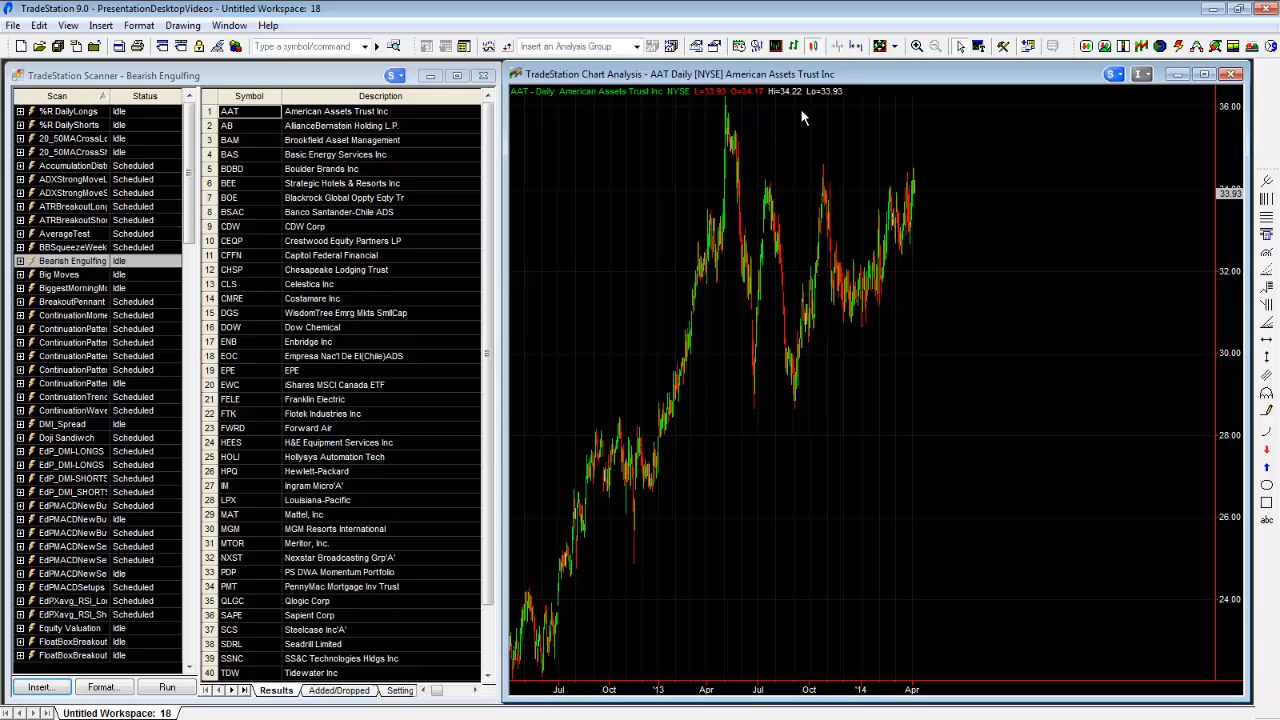 TradeStation 9.0 - PresentationDesktopVideos - Untitled Workspace: 18
File Edit View Insert Format Drawing Window Help
Type a symbol/command
Insert an Analysis Group
TradeStation Scanner - Bearish Engulfing
S
Scan Status
%R DailyLongs Idle
%R DailyShorts Idle
20_50MACrossLo Idle
20_50MACrossSh Idle
AccumulationDistr Scheduled
ADXStrongMoveL Scheduled
ADXStrongMoveS Scheduled
ATRBreakoutLong Scheduled
ATRBreakoutShor Scheduled
AverageTest Scheduled
BBSqueezeWeek Scheduled
Bearish Engulfing Idle
Big Moves Idle
BiggestMorningMo Idle
BreakoutPennant Scheduled
ContinuationMome Scheduled
ContinuationPatte Scheduled
ContinuationPatte Scheduled
ContinuationPatte Scheduled
ContinuationPatte Idle
ContinuationTrend Scheduled
ContinuationWave Scheduled
DMI_Spread Idle
Doji Sandiwch Scheduled
EdP_DMI-LONGS Scheduled
EdP_DMI-LONGS Scheduled
EdP_DMI-SHORTS Scheduled
EdP_DMI_SHORTS Scheduled
EdPMACDNewBu Scheduled
EdPMACDNewBu Idle
EdPMACDNewSe Scheduled
EdPMACDNewSe Scheduled
EdPMACDNewSe Idle
EdPMACDSetups Scheduled
EdPXavg_RSI_Lo Scheduled
EdPXavg_RSI_Sh Scheduled
Equity Valuation Idle
FloatBoxBreakout Idle
FloatBoxBreakout Idle
Insert... Format... Run
Symbol Description
1 AAT American Assets Trust Inc
2 AB AllianceBernstein Holding L.P.
3 BAM Brookfield Asset Management
4 BAS Basic Energy Services Inc
5 BDBD Boulder Brands Inc
6 BEE Strategic Hotels & Resorts Inc
7 BOE Blackrock Global Oppty Eqty Tr
8 BSAC Banco Santander-Chile ADS
9 CDW CDW Corp
10 CEQP Crestwood Equity Partners LP
11 CFFN Capitol Federal Financial
12 CHSP Chesapeake Lodging Trust
13 CLS Celestica Inc
14 CMRE Costamare Inc
15 DGS WisdomTree Emrg Mkts SmllCap
16 DOW Dow Chemical
17 ENB Enbridge Inc
18 EOC Empresa Nac'l De El(Chile)ADS
19 EPE EPE
20 EWC iShares MSCI Canada ETF
21 FELE Franklin Electric
22 FTK Flotek Industries Inc
23 FWRD Forward Air
24 HEES H&E Equipment Services Inc
25 HOLI Hollysys Automation Tech
26 HPQ Hewlett-Packard
27 IM Ingram Micro'A'
28 LPX Louisiana-Pacific
29 MAT Mattel, Inc
30 MGM MGM Resorts International
31 MTOR Meritor, Inc.
32 NXST Nexstar Broadcasting Grp'A'
33 PDP PS DWA Momentum Portfolio
34 PMT PennyMac Mortgage Inv Trust
35 QLGC Qlogic Corp
36 SAPE Sapient Corp
37 SCS Steelcase Inc'A'
38 SDRL Seadrill Limited
39 SSNC SS&C Technologies Hldgs Inc
40 TDW Tidewater Inc
Results Added/Dropped Setting
TradeStation Chart Analysis - AAT Daily [NYSE] American Assets Trust Inc
S I
AAT - Daily American Assets Trust Inc NYSE L=33.93 O=34.17 Hi=34.22 Lo=33.93
36.00
33.93
32.00
30.00
28.00
26.00
24.00
Jul Oct '13 Apr Jul Oct '14 Apr
abc
Untitled Workspace: 18